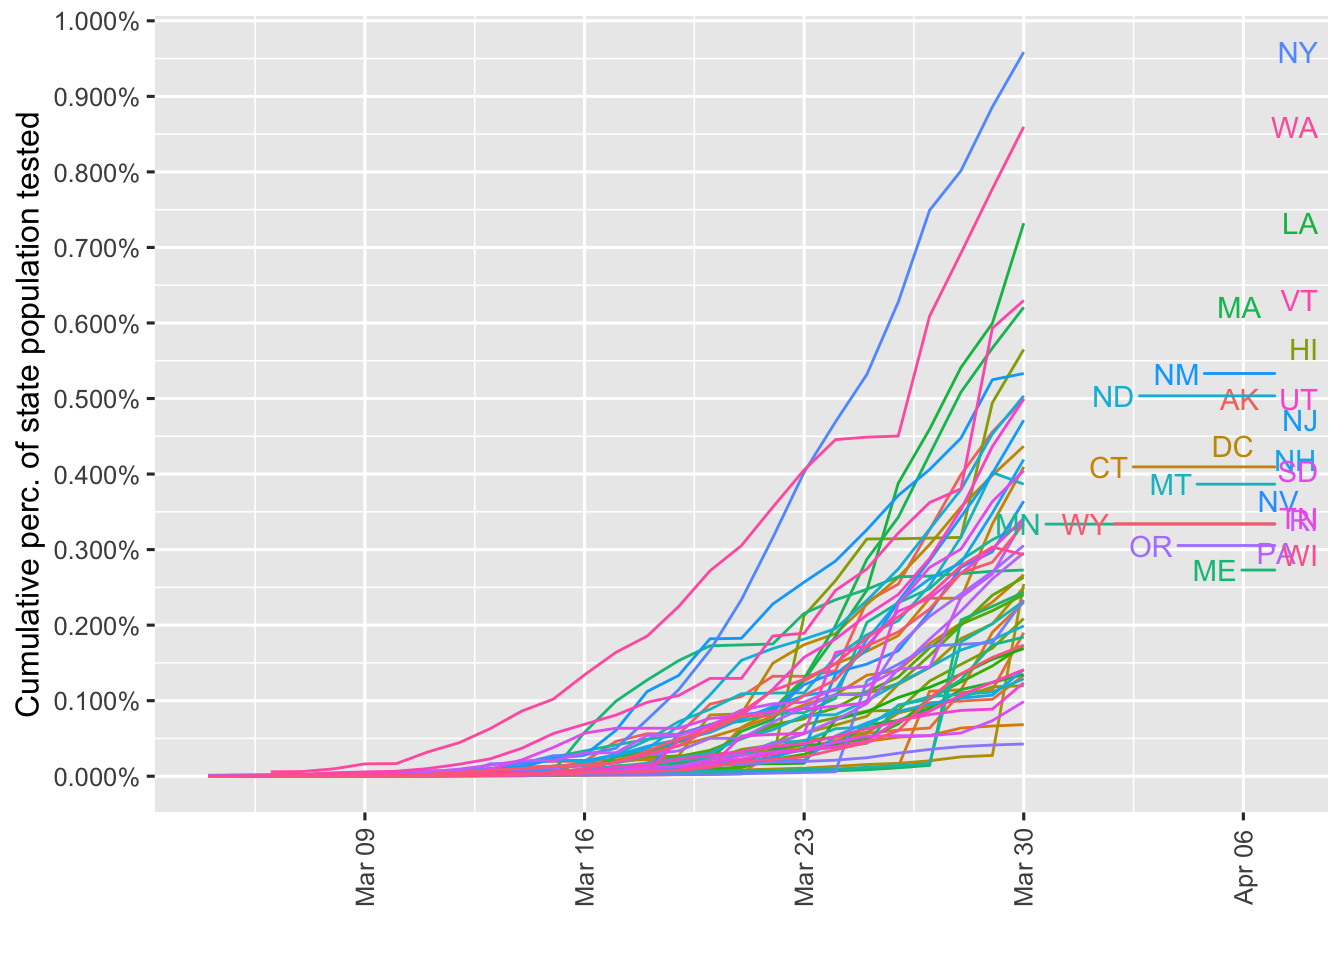 1.000%
0.900%
0.800%
0.700%
0.600%
0.500%
0.400%
0.300%
0.200%
0.100%
0.000%
Cumulative perc. of state population tested
Mar 09
Mar 16
Mar 23
Mar 30
Apr 06
NY
WA
LA
VT
MA
HI
NM
ND
AK
UT
NJ
DC
NH
CT
SD
MT
NV
MN
WY
OR
PA
WI
ME